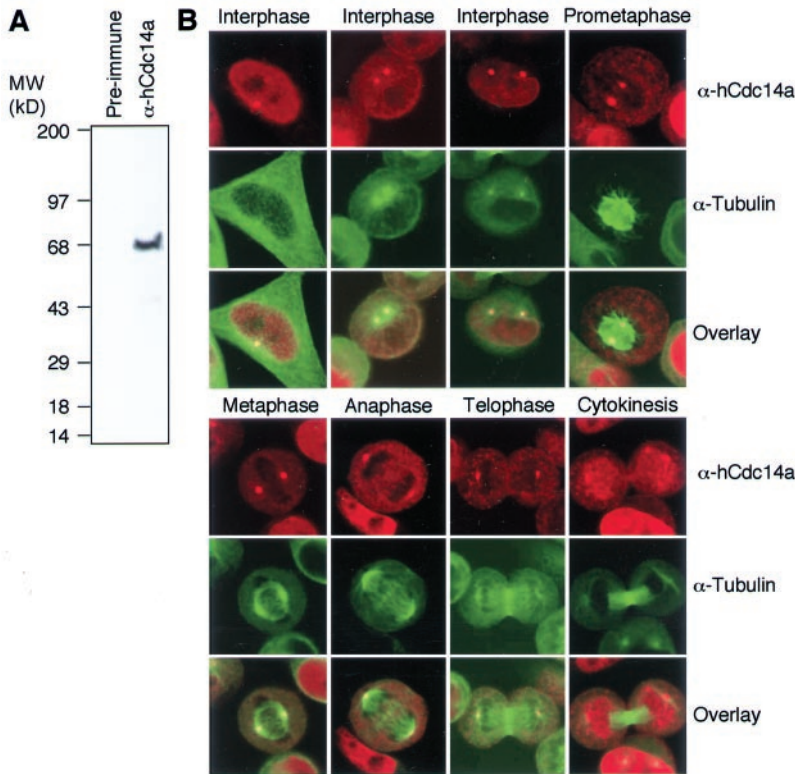 A
MW
(kD)
Pre-immune
α-hCdc14a
200
97
68
43
29
18
14
B
Interphase Interphase Interphase Prometaphase
α-hCdc14a
α-Tubulin
Overlay
Metaphase Anaphase Telophase Cytokinesis
α-hCdc14a
α-Tubulin
Overlay